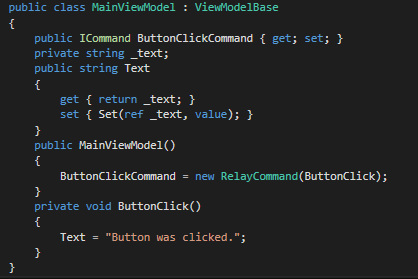 public class MainViewModel : ViewModelBase
{
    public ICommand ButtonClickCommand { get; set; }
    private string _text;
    public string Text
    {
        get { return _text; }
        set { Set(ref _text, value); }
    }
    public MainViewModel()
    {
        ButtonClickCommand = new RelayCommand(ButtonClick);
    }
    private void ButtonClick()
    {
        Text = "Button was clicked.";
    }
}